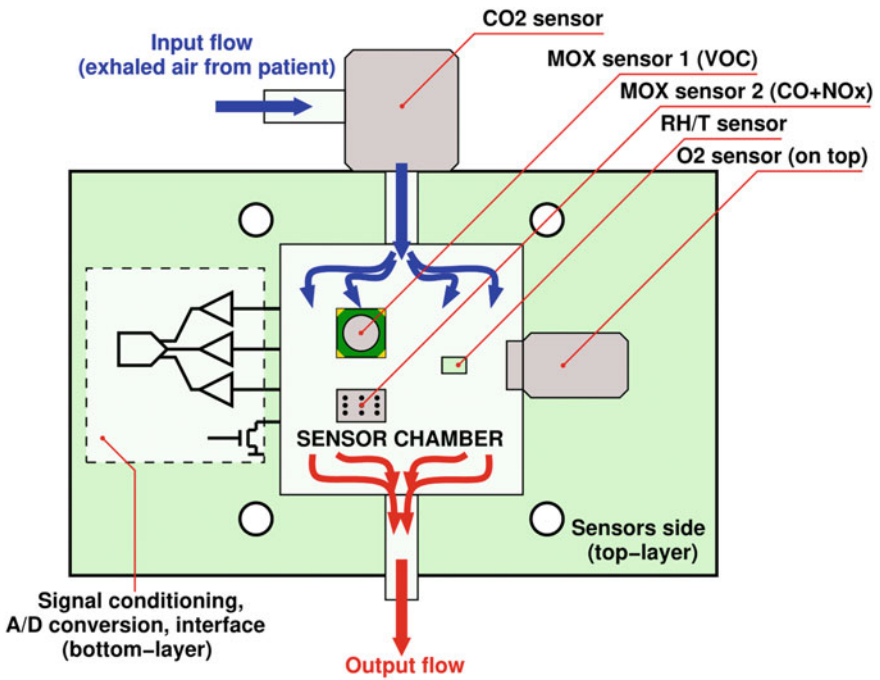 CO2 sensor
Input flow
(exhaled air from patient)
MOX sensor 1 (VOC)
MOX sensor 2 (CO+NOx)
RH/T sensor
O2 sensor (on top)
SENSOR CHAMBER
Sensors side
(top−layer)
Signal conditioning,
A/D conversion, interface
(bottom−layer)
Output flow